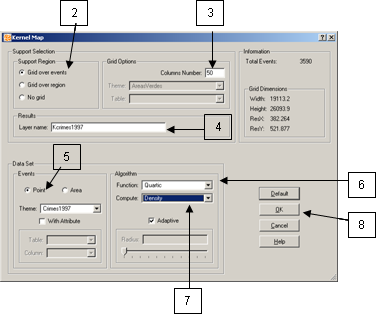 2
3
Kernel Map
Support Selection
Support Region
Grid over events
Grid over region
No grid
Grid Options
Columns Number: 50
Theme: AreasVerdes
Table:
Information
Total Events: 3590
Grid Dimensions
Width: 19113.2
Height: 26093.9
ResX: 382.264
ResY: 521.877
Results
Layer name: Kcrimes1997
4
5
Data Set
Events
Point Area
Theme: Crimes1997
With Attribute
Table:
Column:
Algorithm
Function: Quartic
Compute: Density
Adaptive
Radius:
Default
OK
Cancel
Help
6
8
7